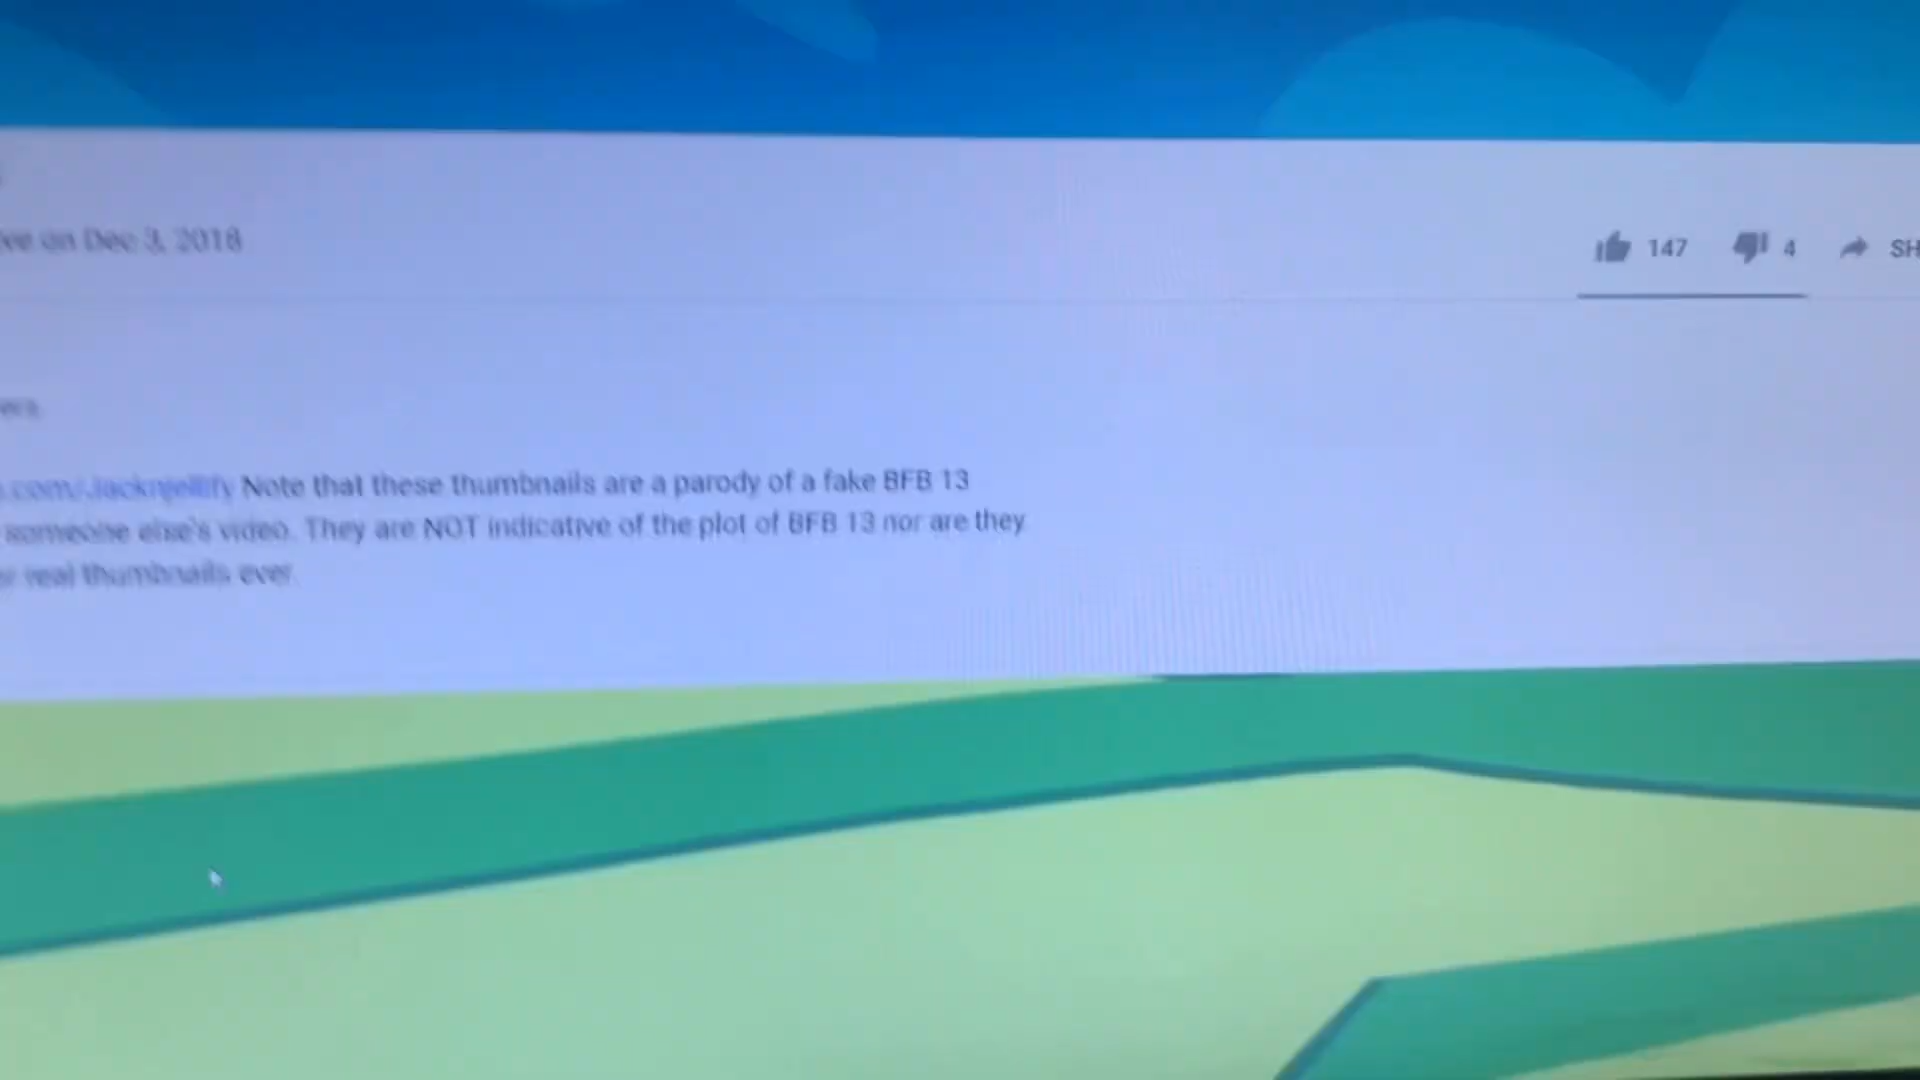 on Dec 3, 2018
147 4
.com/Jacknjellify Note that these thumbnails are a parody of a fake BFB 13
someone else's video. They are NOT indicative of the plot of BFB 13 nor are they
real thumbnails ever.